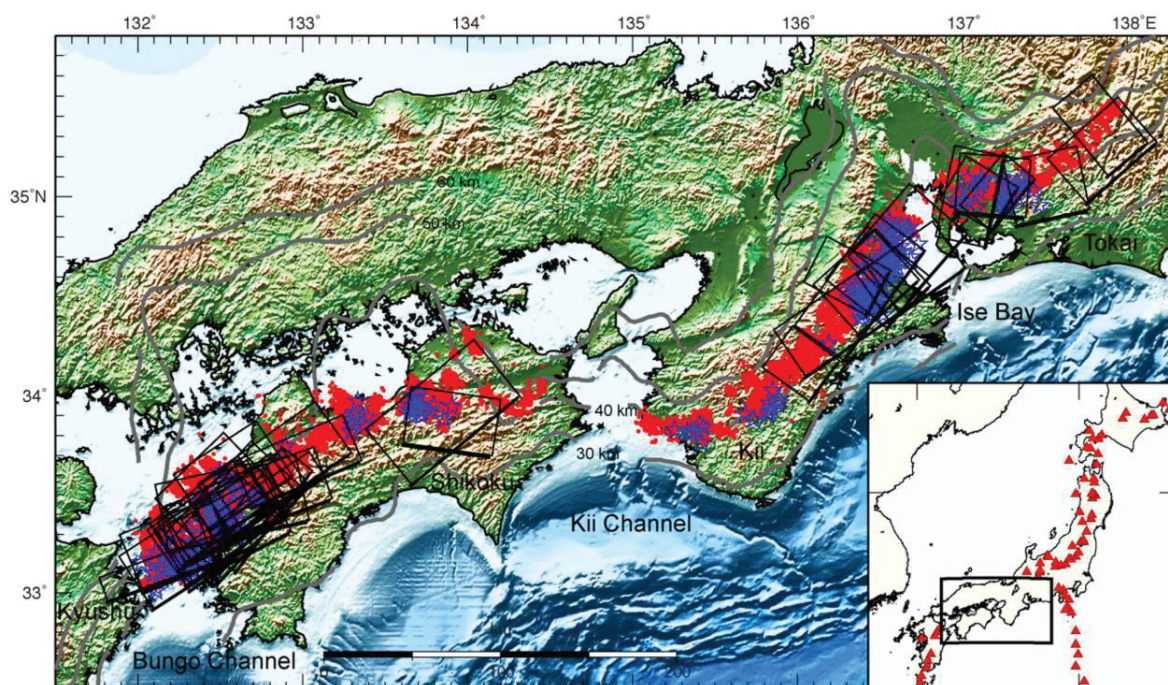 132° 133° 134° 135° 136° 137° 138°E
60 km
50 km
35°N
Tokai
Ise Bay
34°
40 km
30 km
Kii
Shikoku
Kii Channel
33°
Kyushu
Bungo Channel
0 100 200